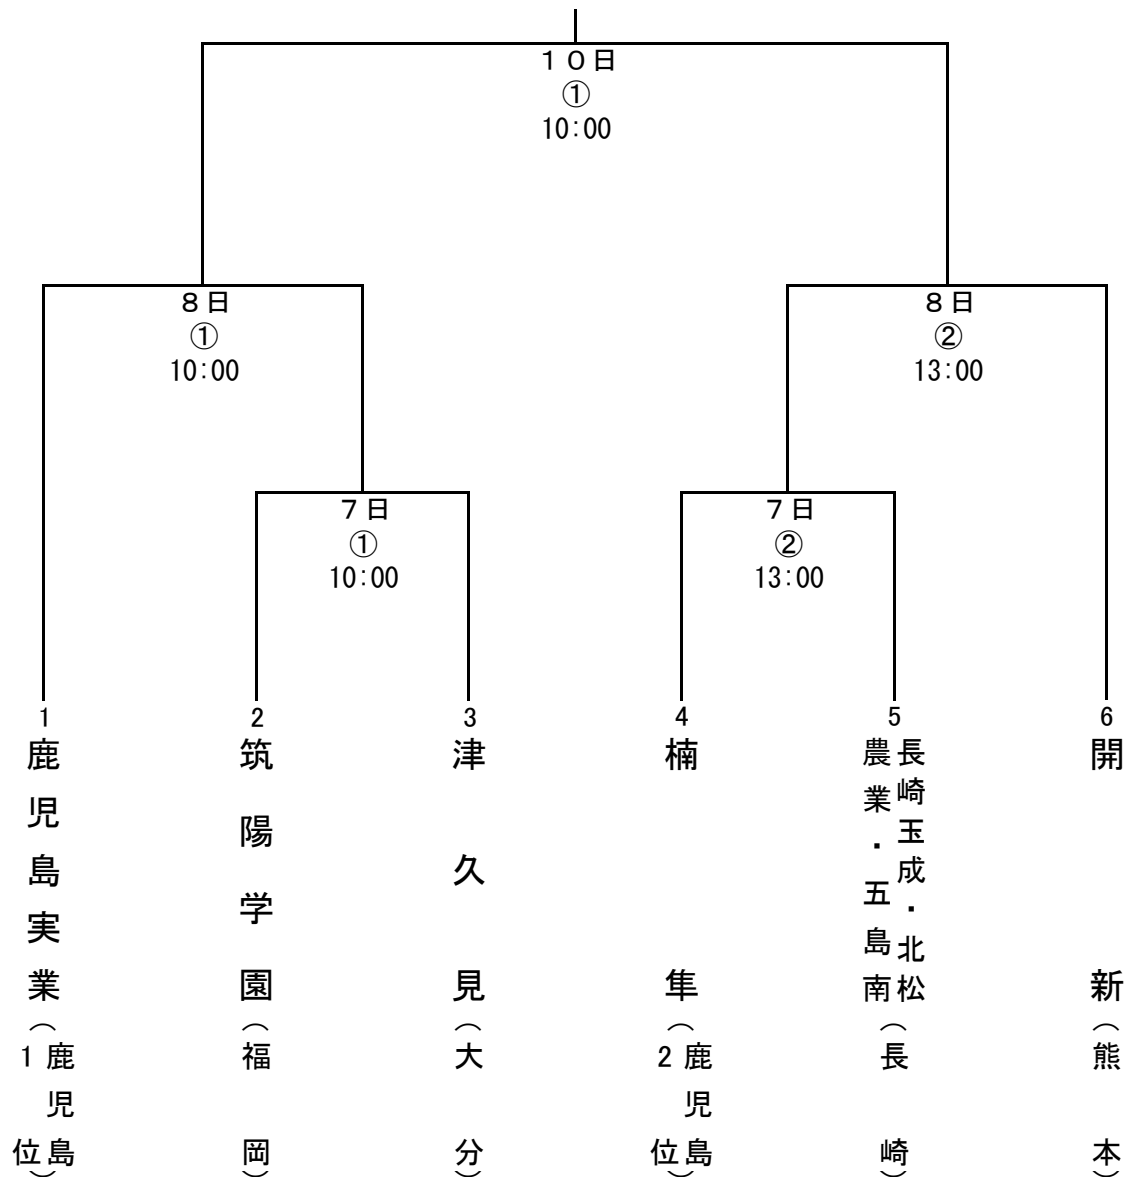 １０日
①
10:00
８日
①
10:00
８日
②
13:00
７日
①
10:00
７日
②
13:00
1
鹿児島実業（鹿児島1位）
2
筑陽学園（福岡）
3
津久見（大分）
4
楠隼（鹿児島2位）
5
長崎玉成・北松
農業・五島南
（長崎）
6
開新（熊本）